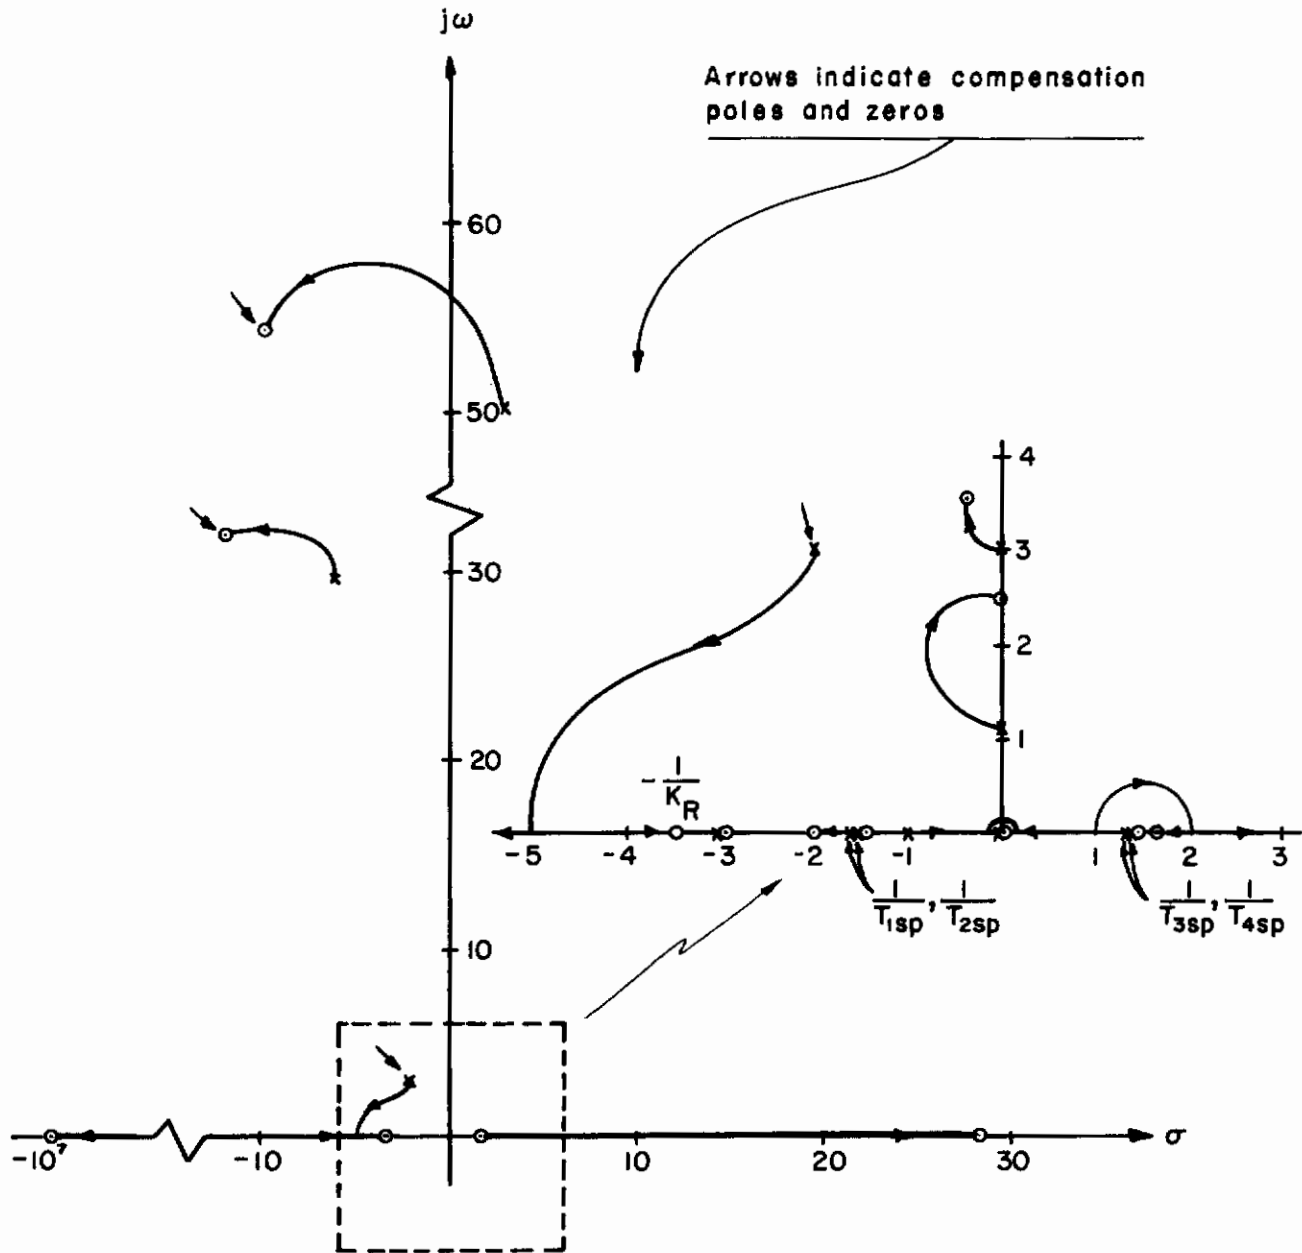 jω
Arrows indicate compensation
poles and zeros
60
50
30
20
10
4
3
2
1
-1/K_R
-5 -4 -3 -2 -1 1 2 3
1/T_1sp, 1/T_2sp
1/T_3sp, 1/T_4sp
-10^7 -10 10 20 30 σ